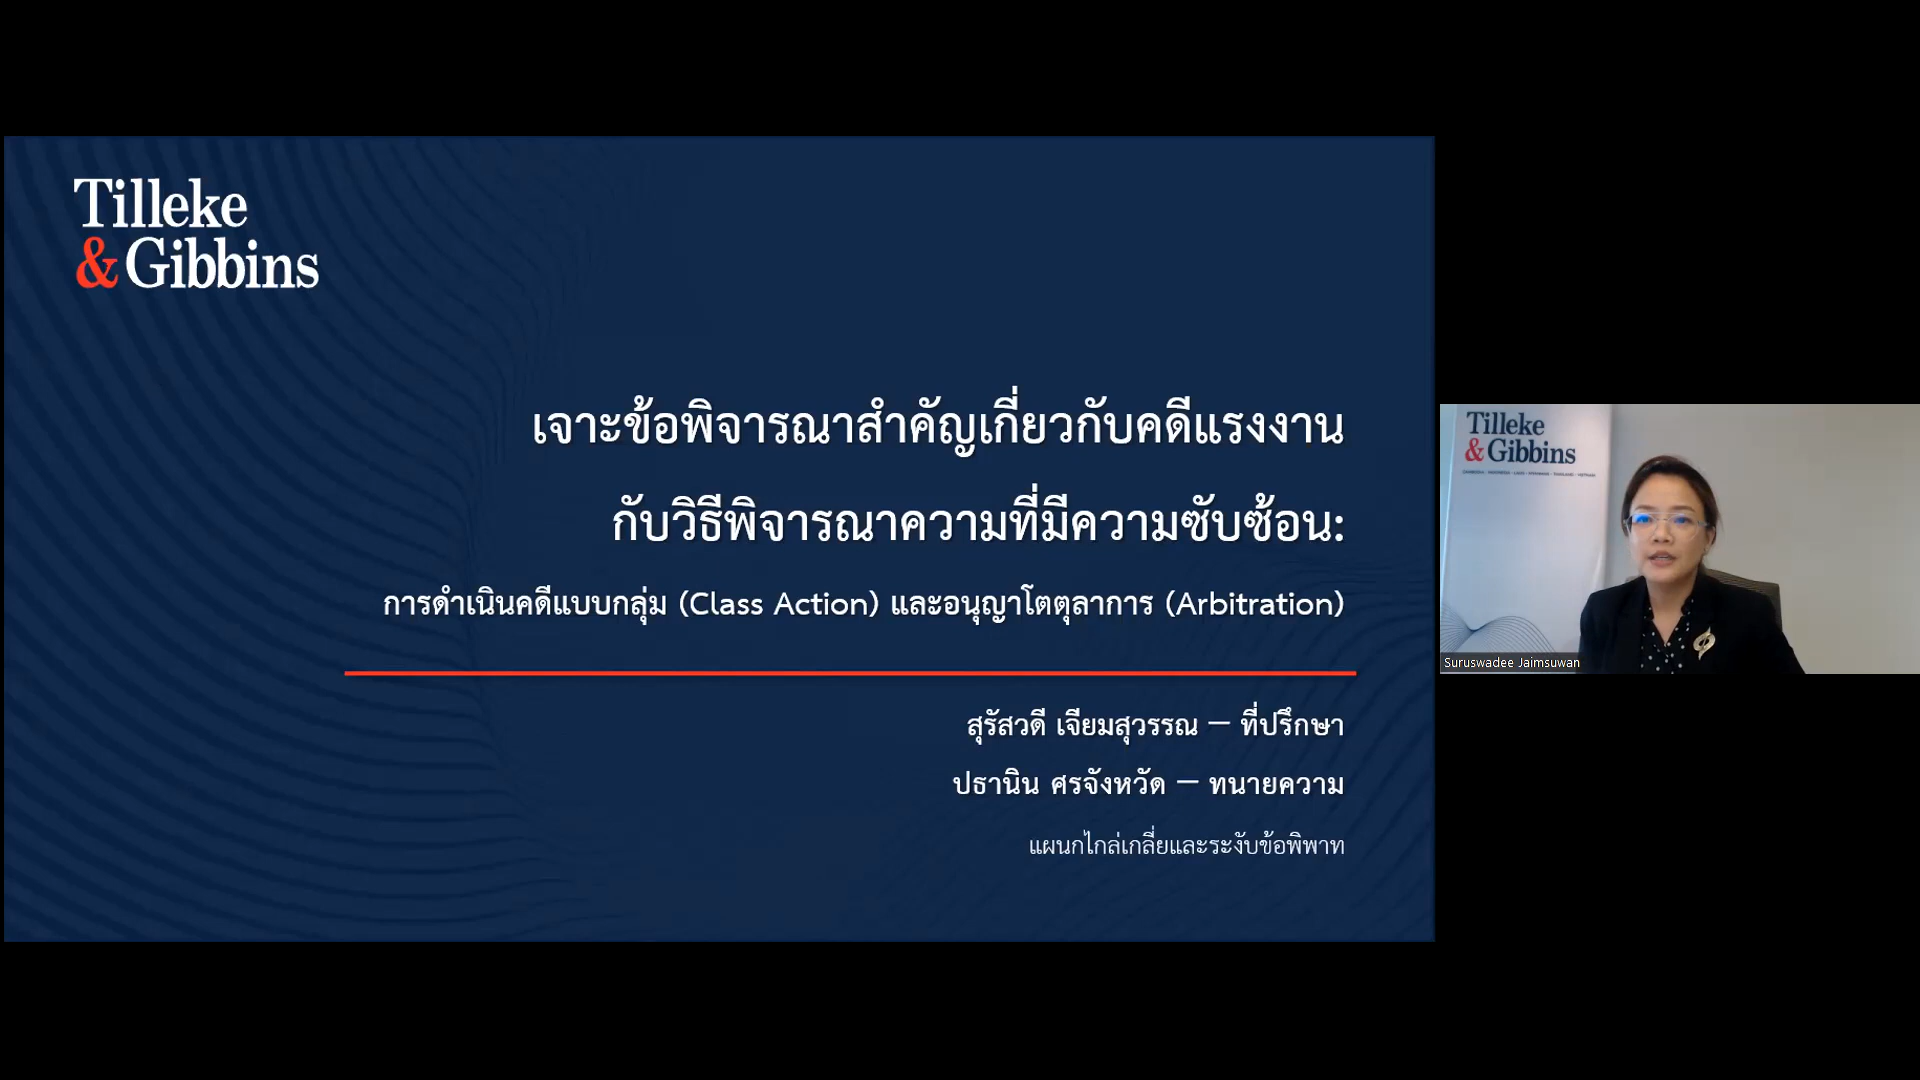 Tilleke
& Gibbins
เจาะข้อพิจารณาสำคัญเกี่ยวกับคดีแรงงาน
กับวิธีพิจารณาความที่มีความซับซ้อน:
การดำเนินคดีแบบกลุ่ม (Class Action) และอนุญาโตตุลาการ (Arbitration)
สุรัสวดี เจียมสุวรรณ — ที่ปรึกษา
ปธานิน ศรจังหวัด — ทนายความ
แผนกไกล่เกลี่ยและระงับข้อพิพาท
Tilleke
& Gibbins
Suruswadee Jaimsuwan